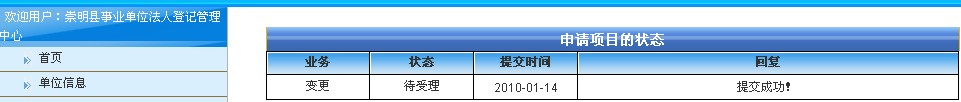 欢迎用户：崇明县事业单位法人登记管理
中心
首页
单位信息
申请项目的状态
业务 状态 提交时间 回复
变更 待受理 2010-01-14 提交成功！